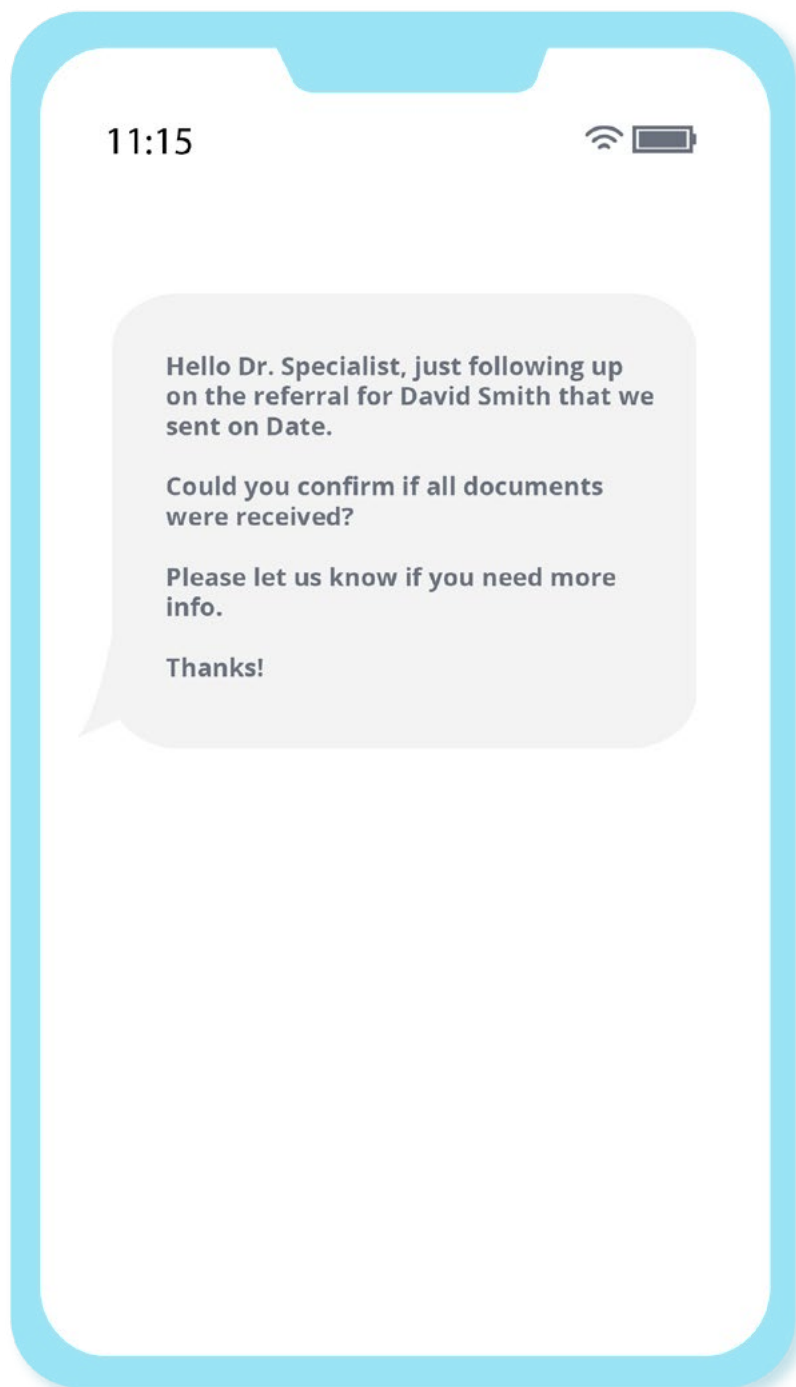 11:15
Hello Dr. Specialist, just following up
on the referral for David Smith that we
sent on Date.
Could you confirm if all documents
were received?
Please let us know if you need more
info.
Thanks!